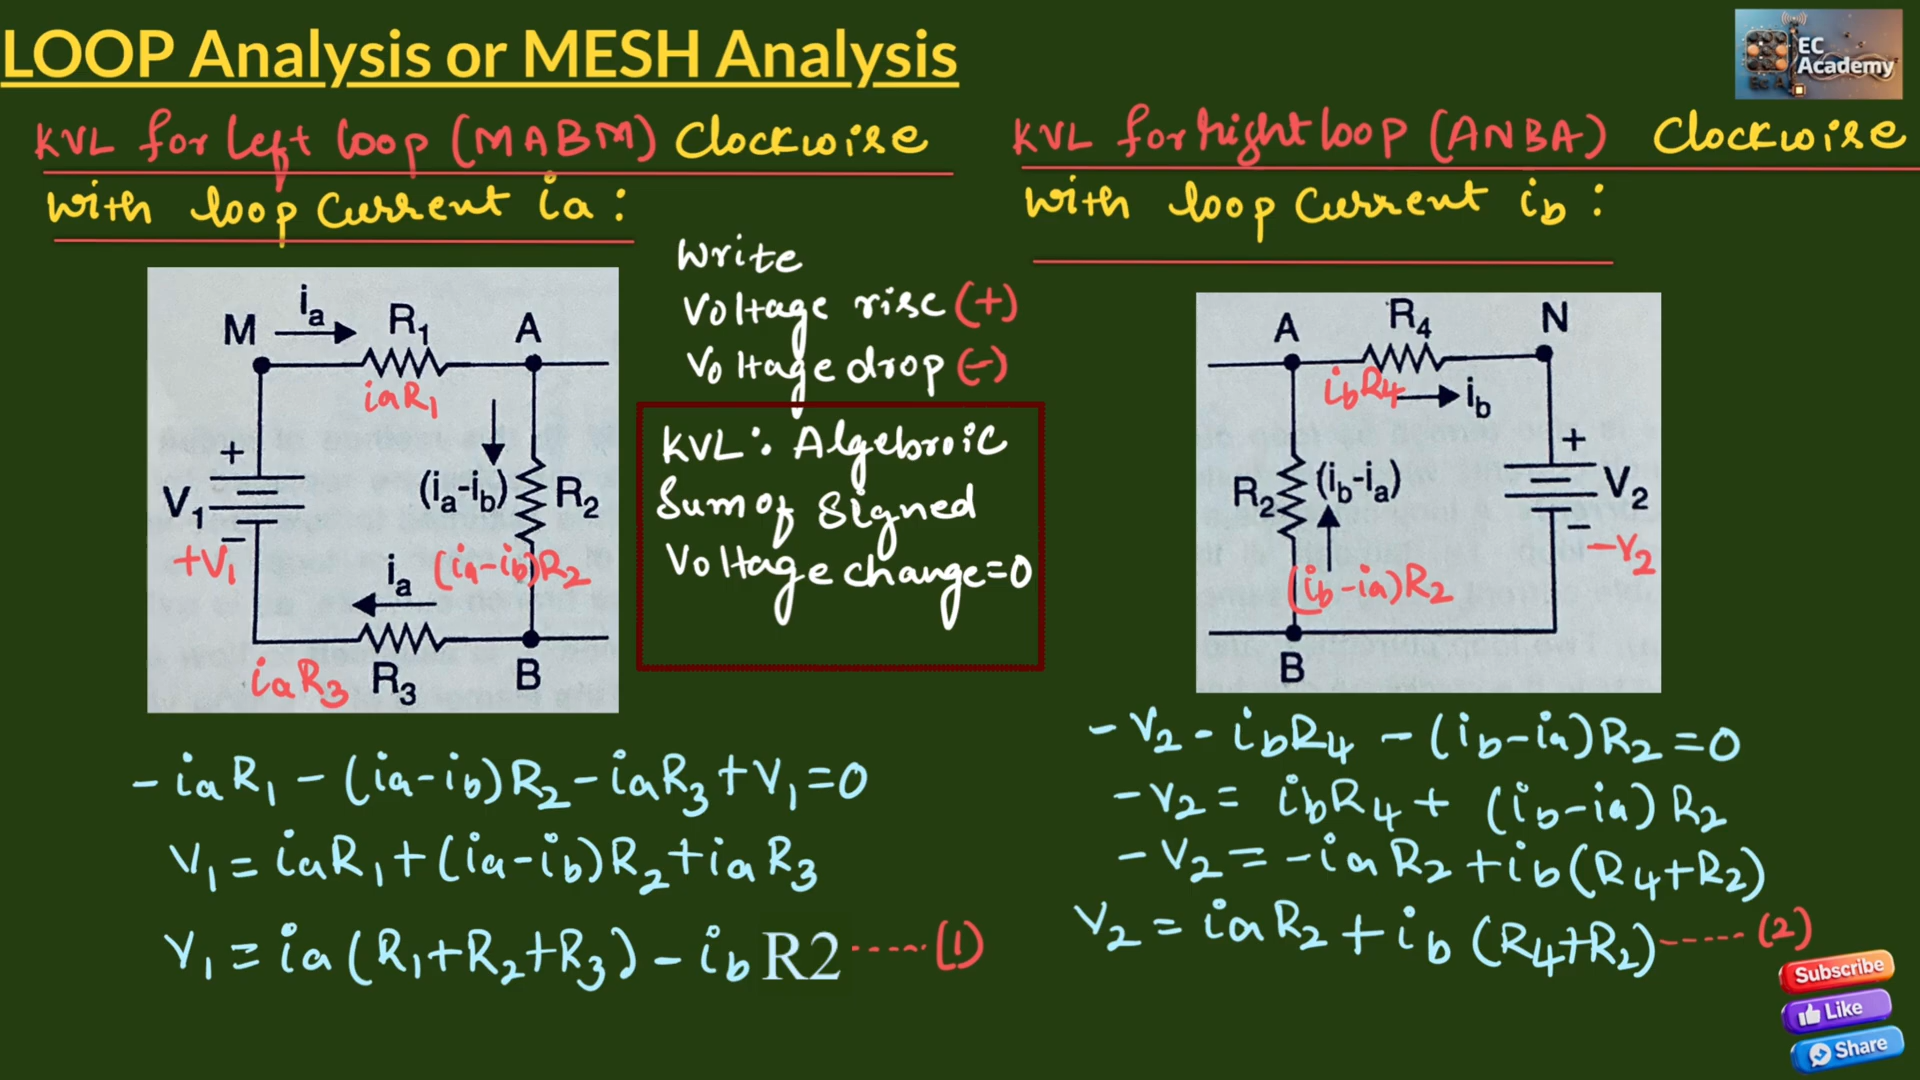 LOOP Analysis or MESH Analysis
EC
Academy
KVL for left loop (MABM) Clockwise
with loop Current ia :
KVL for right loop (ANBA) Clockwise
with loop Current ib :
Write
Voltage rise (+)
Voltage drop (-)
KVL : Algebroic
Sum of Signed
Voltage change=0
M ia R1 A
iaR1
+
V1 (ia-ib) R2
-
+V1 ia (ia-ib)R2
iaR3 R3 B
A R4 N
ibR4 ib
+
R2 (ib-ia) V2
-
(ib-ia)R2 -V2
B
- iaR1 - (ia-ib)R2 - iaR3 + V1 = 0
V1 = iaR1 + (ia-ib)R2 + iaR3
V1 = ia (R1+R2+R3) - ib R2 ----- (1)
- V2 - ibR4 - (ib-ia)R2 = 0
- V2 = ibR4 + (ib-ia) R2
- V2 = -iaR2 + ib(R4+R2)
V2 = iaR2 + ib (R4+R2) ----- (2)
Subscribe
Like
Share